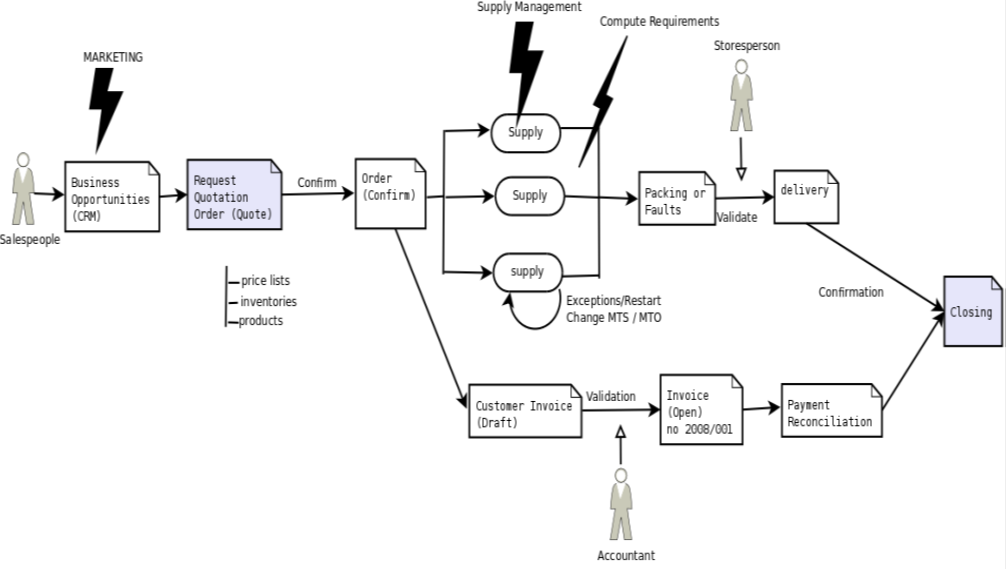 Supply Management
Compute Requirements
Storesperson
MARKETING
Salespeople
Business
Opportunities
(CRM)
Request
Quotation
Order (Quote)
Confirm
Order
(Confirm)
Supply
Supply
supply
Exceptions/Restart
Change MTS / MTO
Packing or
Faults
Validate
delivery
price lists
inventories
products
Confirmation
Closing
Customer Invoice
(Draft)
Validation
Invoice
(Open)
no 2008/001
Payment
Reconciliation
Accountant